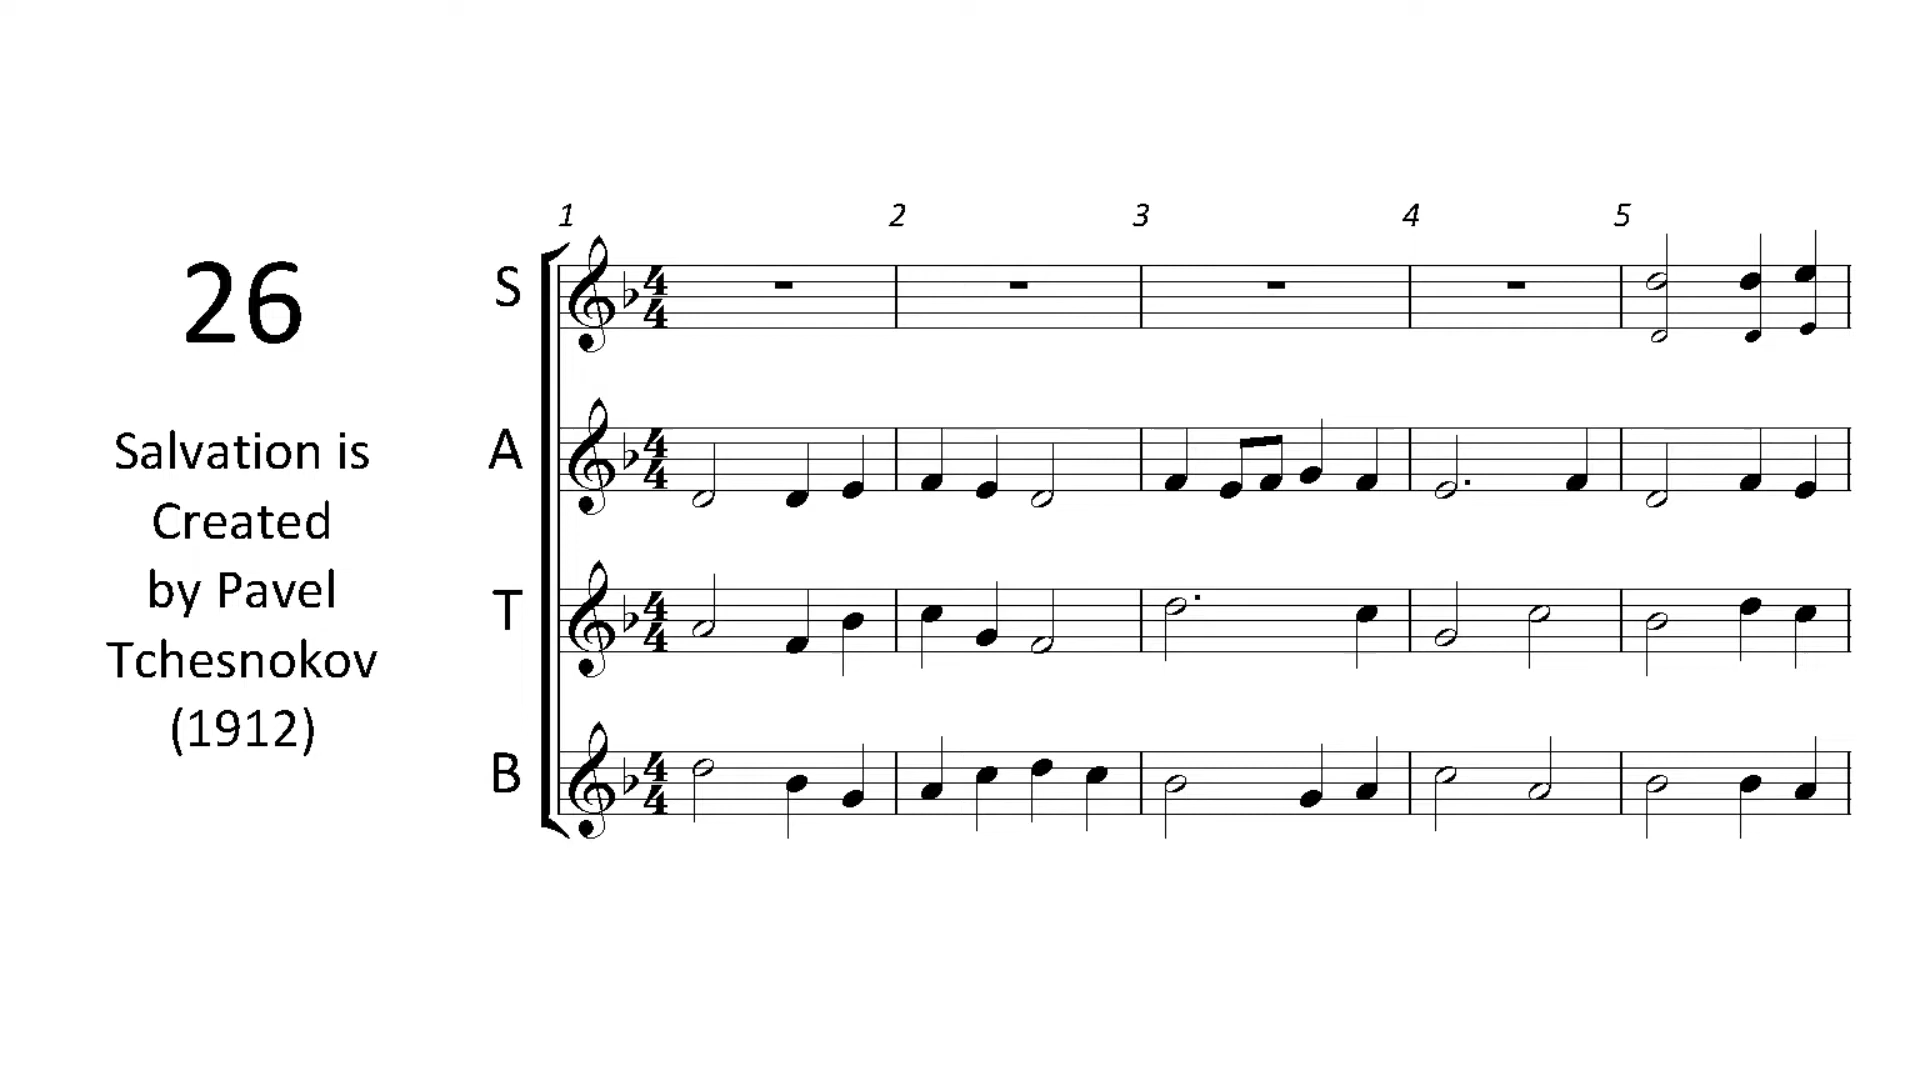 26
Salvation is
Created
by Pavel
Tchesnokov
(1912)
1 2 3 4 5
S
A
T
B